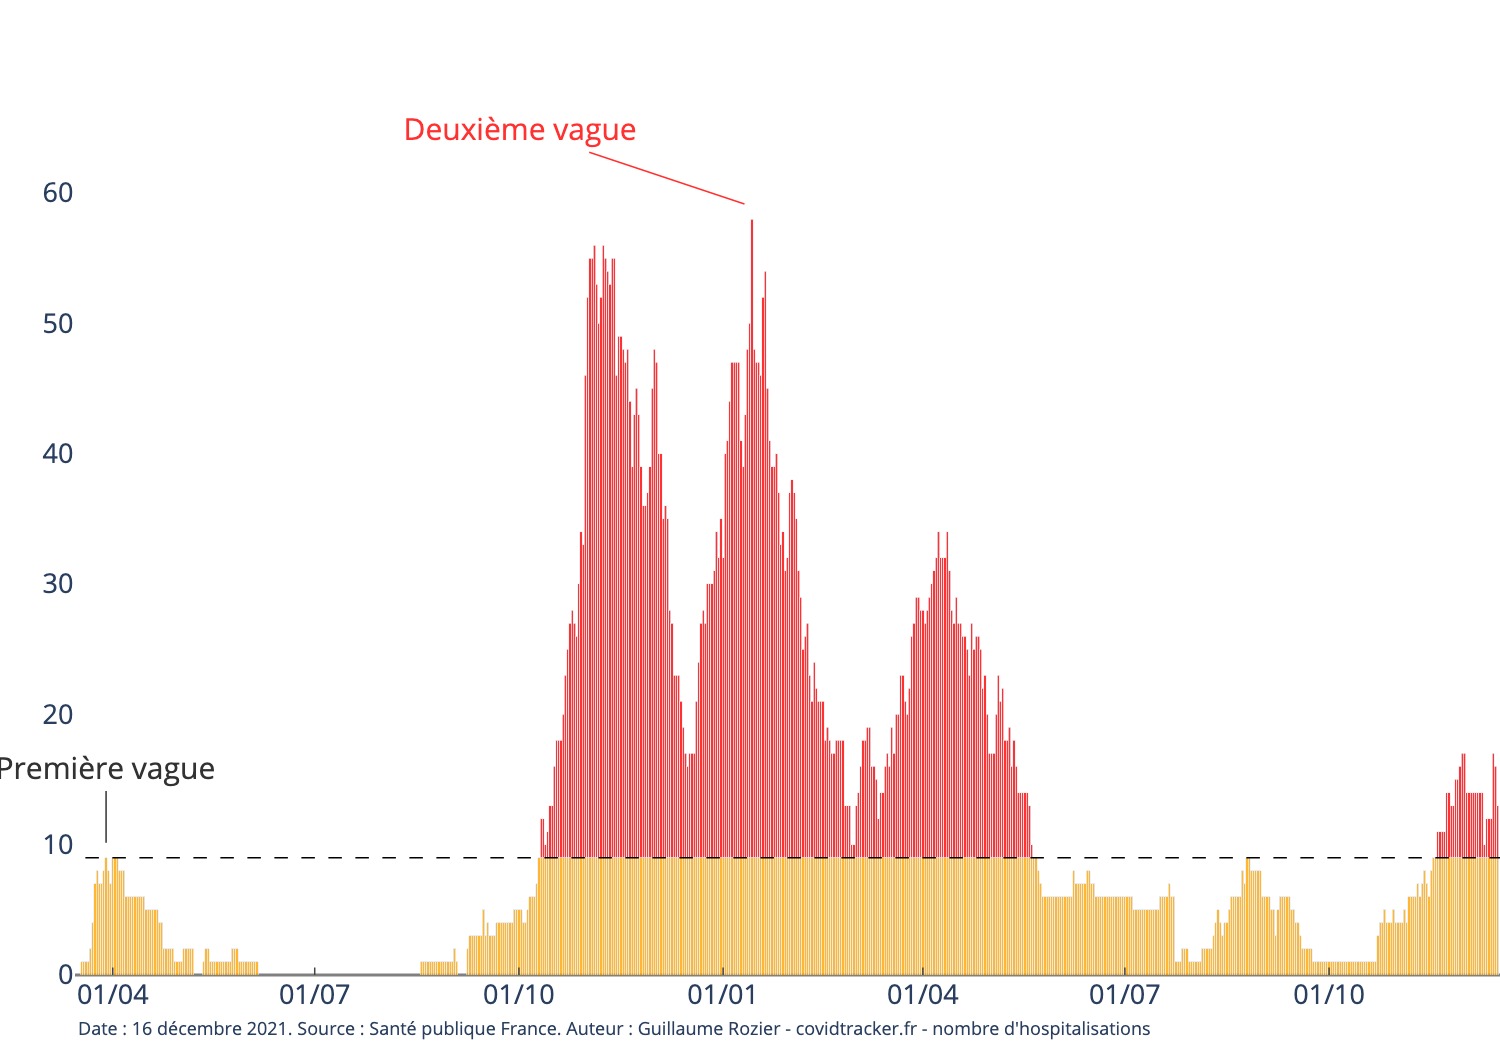 Deuxième vague
60
50
40
30
20
Première vague
10
0
01/04 01/07 01/10 01/01 01/04 01/07 01/10
Date : 16 décembre 2021. Source : Santé publique France. Auteur : Guillaume Rozier - covidtracker.fr - nombre d'hospitalisations